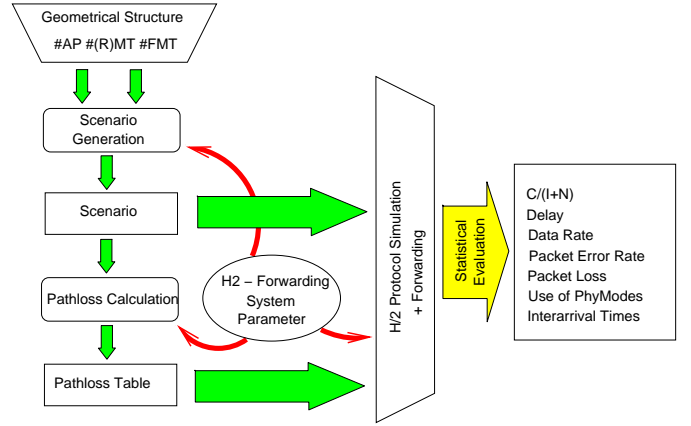 Geometrical Structure
#AP #(R)MT #FMT
Scenario
Generation
Scenario
Pathloss Calculation
Pathloss Table
H2 – Forwarding
System
Parameter
H/2 Protocol Simulation
+ Forwarding
Statistical
Evaluation
C/(I+N)
Delay
Data Rate
Packet Error Rate
Packet Loss
Use of PhyModes
Interarrival Times